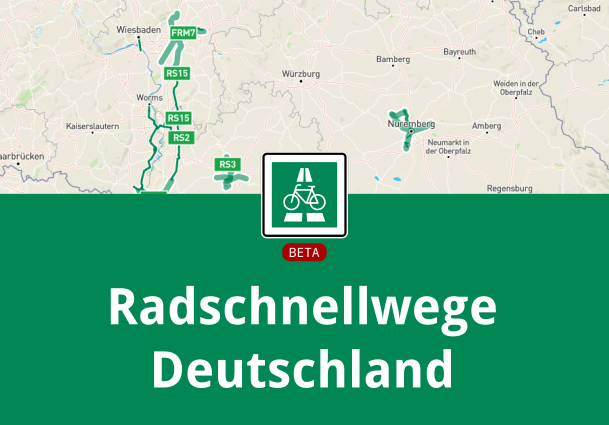 Carlsbad
Wiesbaden
FRM7
Cheb
Bayreuth
Bamberg
RS15
Würzburg
Weiden in der
Oberpfalz
Worms
RS15
Kaiserslautern
Nuremberg
Amberg
RS2
Neumarkt in
der Oberpfalz
aarbrücken
RS3
Regensburg
BETA
Radschnellwege
Deutschland